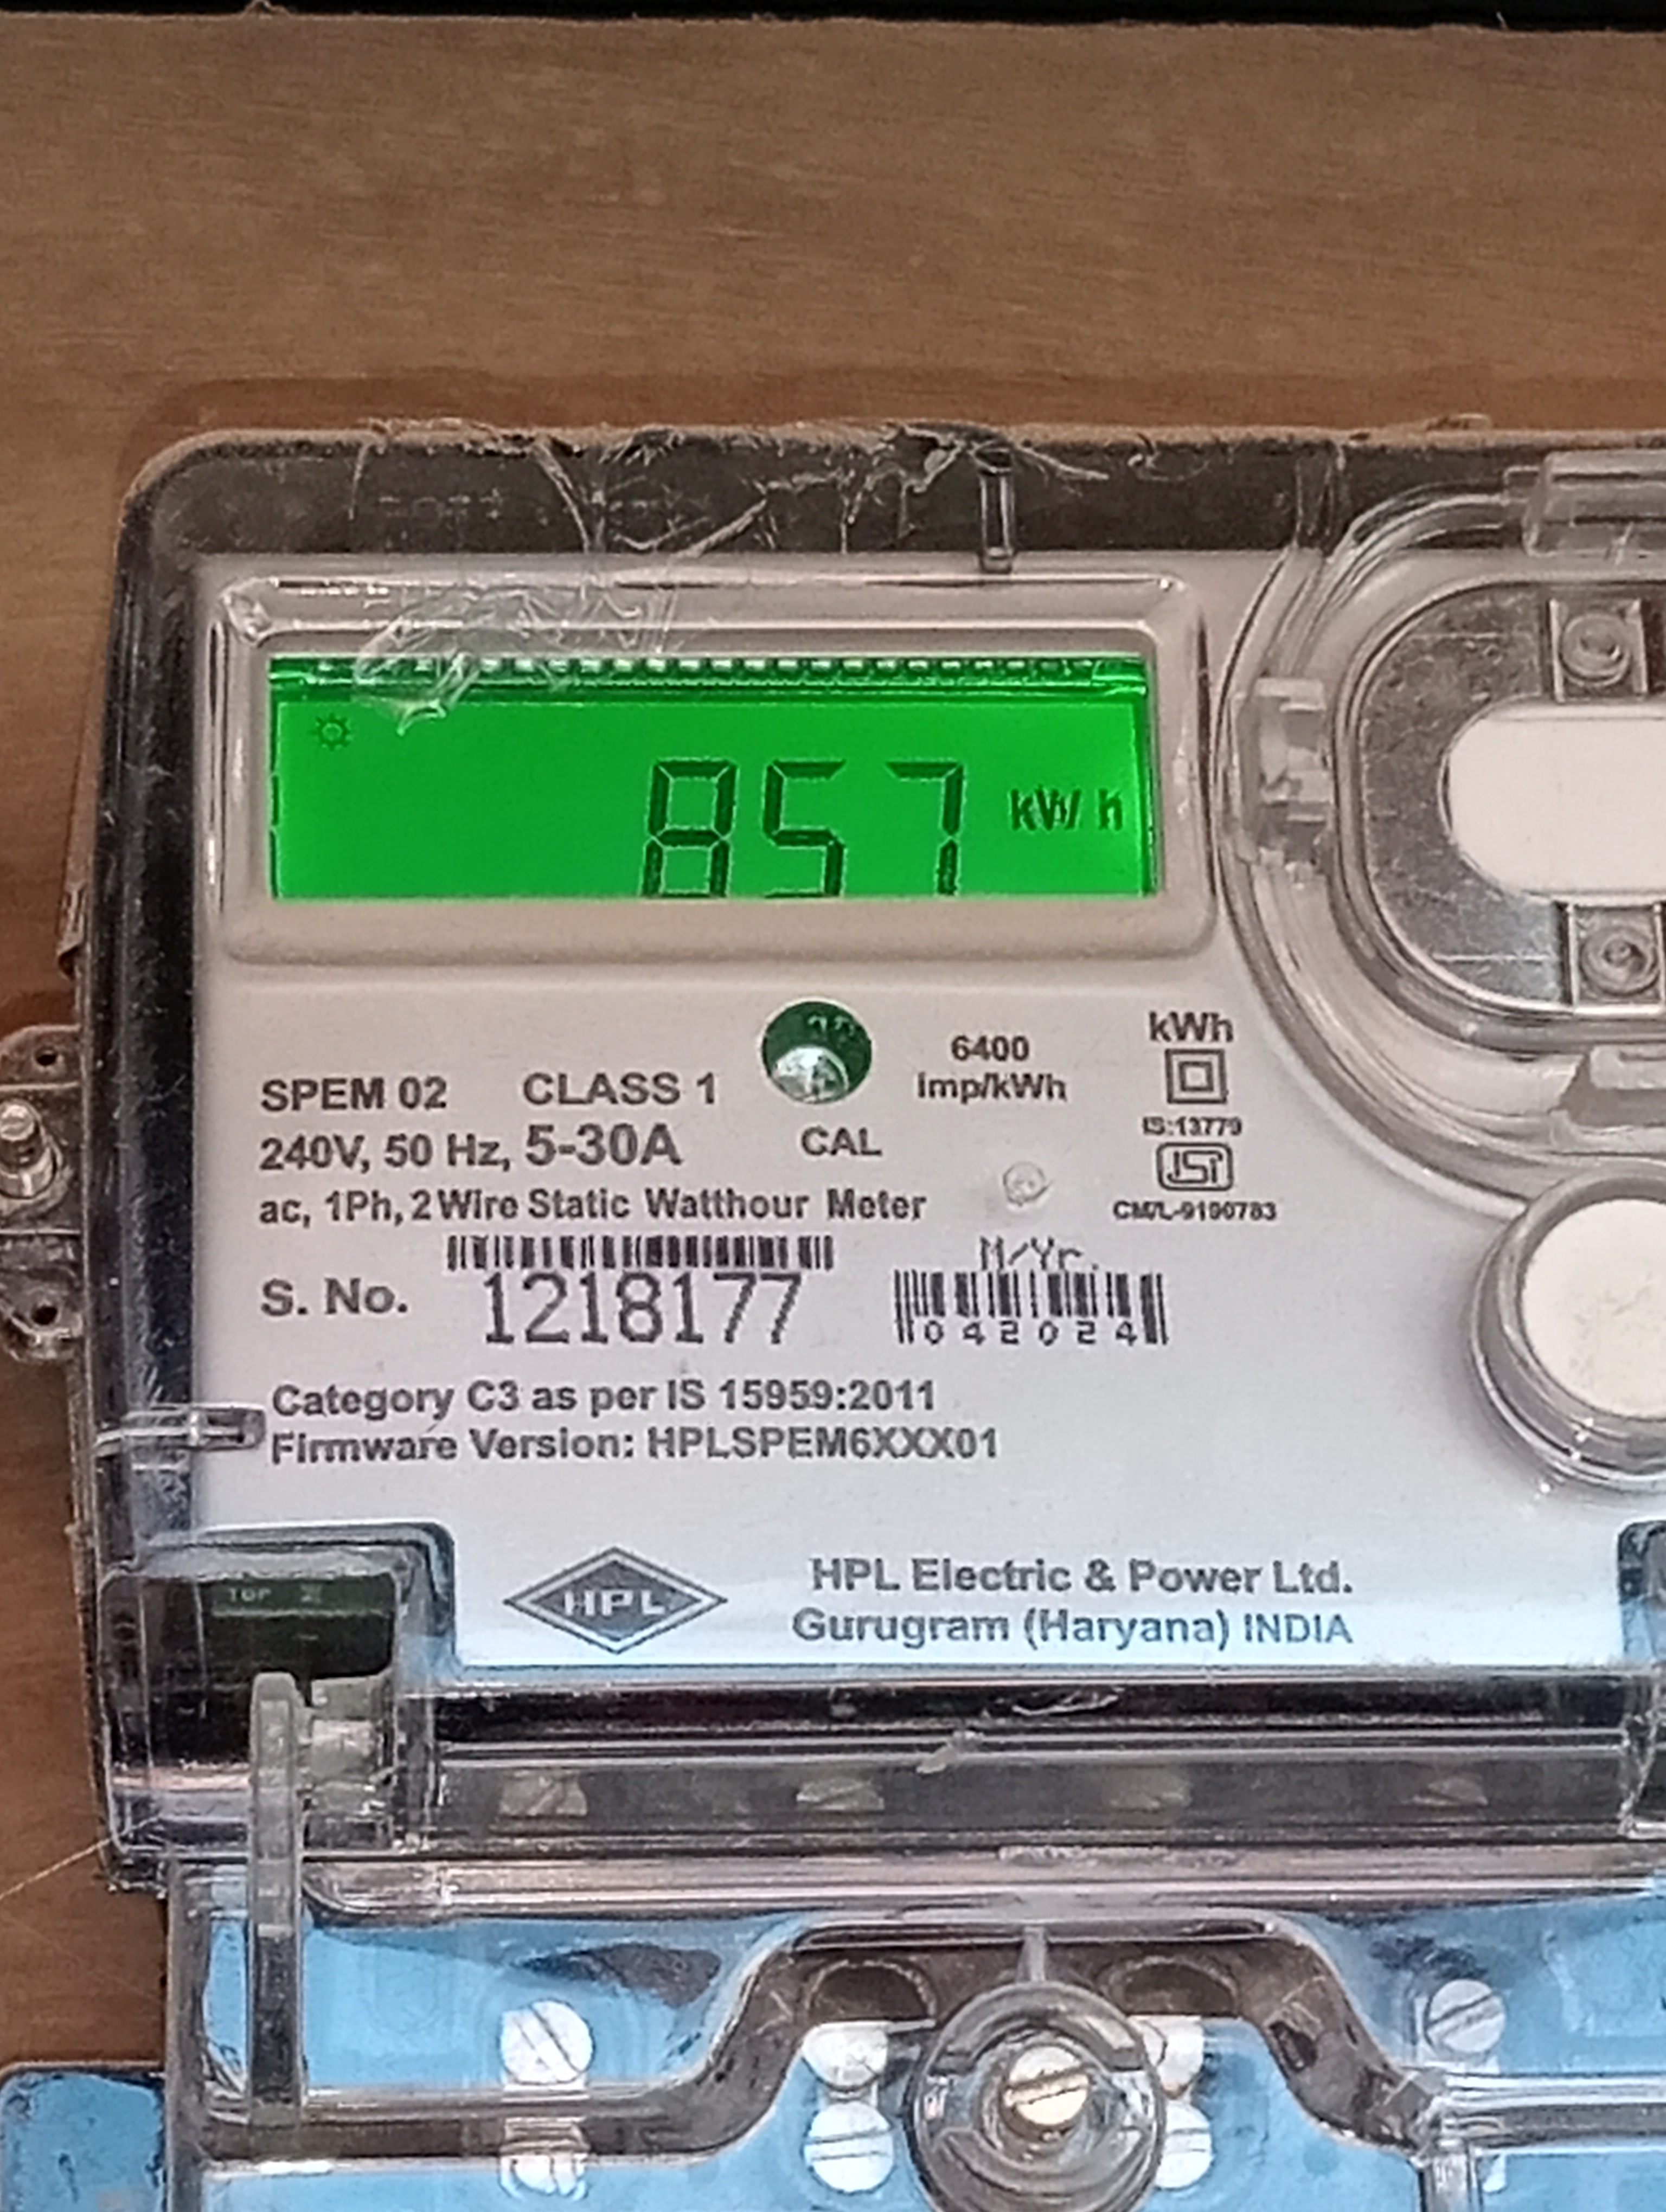 857 kW h
SPEM 02 CLASS 1
240V, 50 Hz, 5-30A
ac, 1Ph, 2 Wire Static Watthour Meter
CAL
6400
imp/kWh
kWh
IS:13779
ISI
CM/L-9190783
S. No. 1218177
M/Yr.
042024
Category C3 as per IS 15959:2011
Firmware Version: HPLSPEM6XXX01
TOP
HPL
HPL Electric & Power Ltd.
Gurugram (Haryana) INDIA